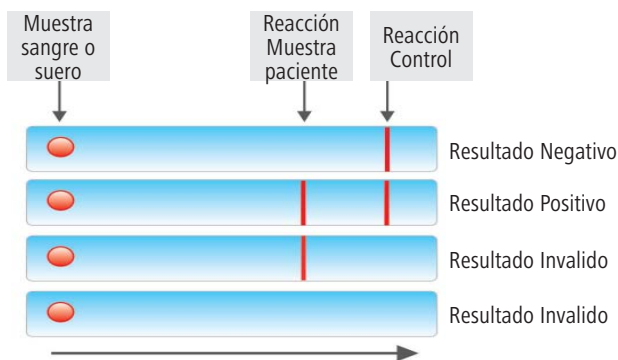 Muestra
sangre o
suero
Reacción
Muestra
paciente
Reacción
Control
Resultado Negativo
Resultado Positivo
Resultado Invalido
Resultado Invalido